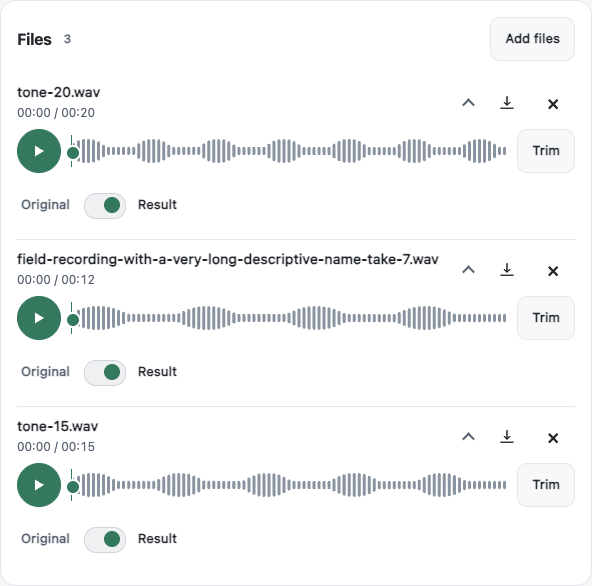 Files 3 Add files
tone-20.wav
00:00 / 00:20
Trim
Original Result
field-recording-with-a-very-long-descriptive-name-take-7.wav
00:00 / 00:12
Trim
Original Result
tone-15.wav
00:00 / 00:15
Trim
Original Result